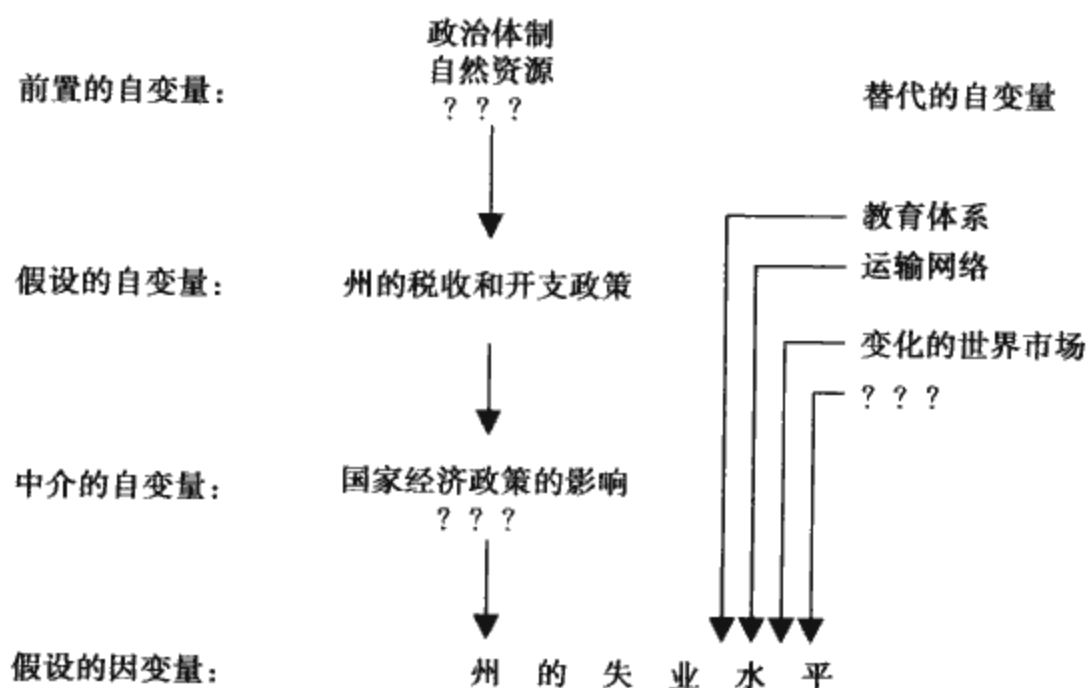 政治体制
自然资源
前置的自变量：
？？？
替代的自变量
教育体系
假设的自变量：
州的税收和开支政策
运输网络
变化的世界市场
？？？
中介的自变量：
国家经济政策的影响
？？？
假设的因变量：
州的失业水平